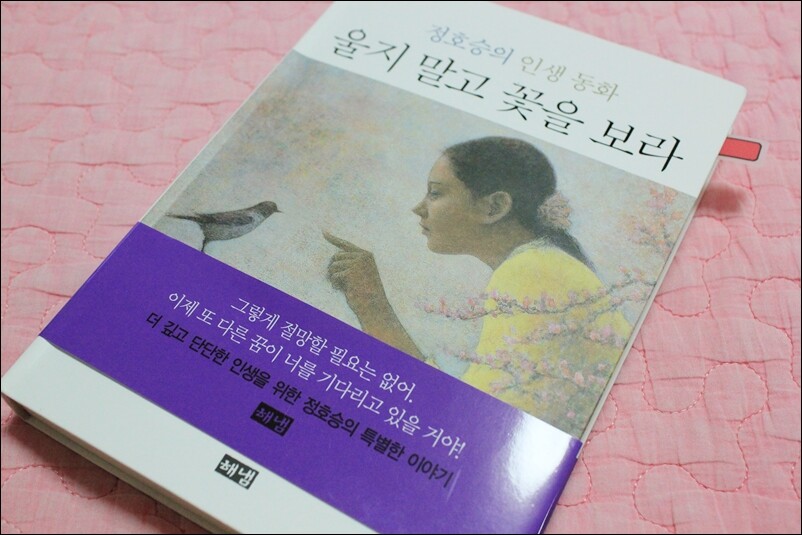 정호승의 인생 동화
울지 말고 꽃을 보라
그렇게 절망할 필요는 없어.
이제 또 다른 꿈이 너를 기다리고 있을 거야!
더 깊고 단단한 인생을 위한 정호승의 특별한 이야기
해냄
해냄